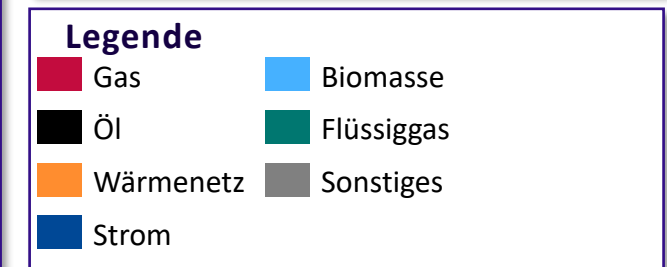 Legende
Gas
Biomasse
Öl
Flüssiggas
Wärmenetz
Sonstiges
Strom